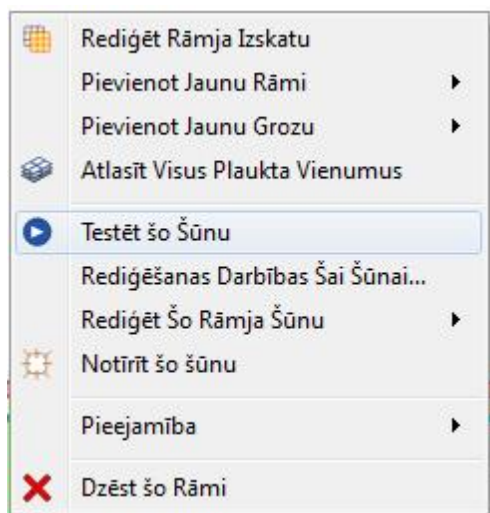 Rediģēt Rāmja Izskatu
Pievienot Jaunu Rāmi
Pievienot Jaunu Grozu
Atlasīt Visus Plaukta Vienumus
Testēt šo Šūnu
Rediģēšanas Darbības Šai Šūnai...
Rediģēt Šo Rāmja Šūnu
Notīrīt šo šūnu
Pieejamība
Dzēst šo Rāmi